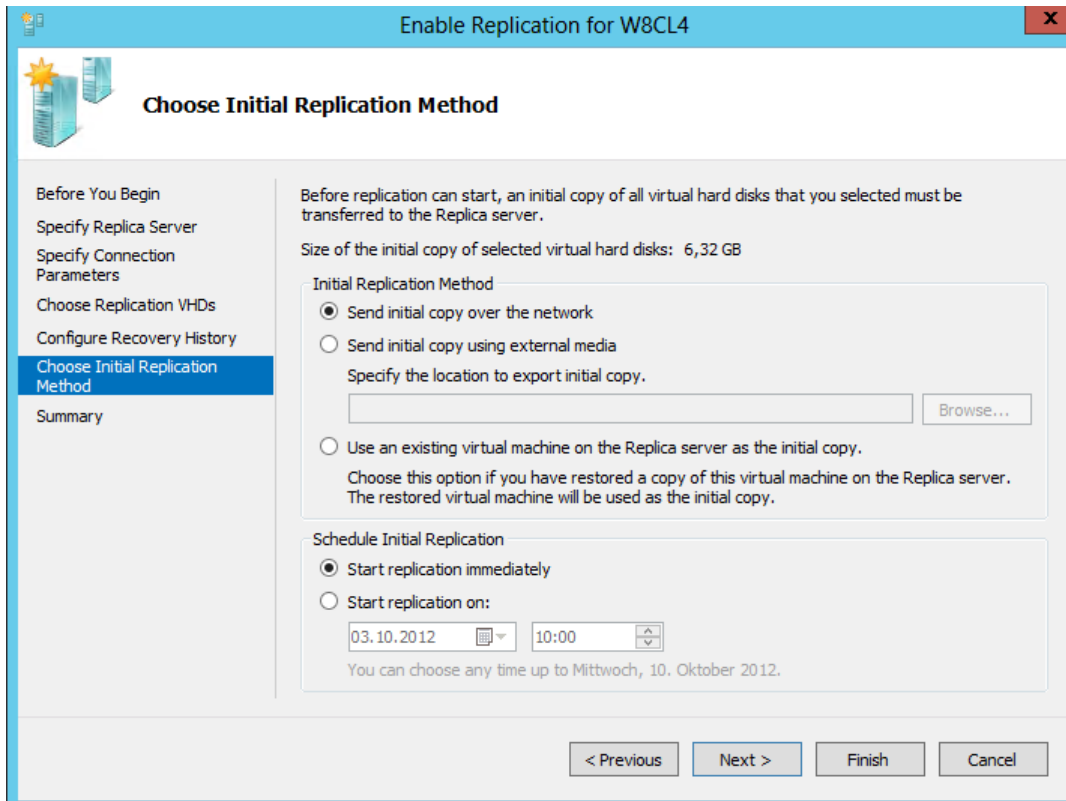 Enable Replication for W8CL4
x
Choose Initial Replication Method
Before You Begin
Specify Replica Server
Specify Connection
Parameters
Choose Replication VHDs
Configure Recovery History
Choose Initial Replication
Method
Summary
Before replication can start, an initial copy of all virtual hard disks that you selected must be
transferred to the Replica server.
Size of the initial copy of selected virtual hard disks: 6,32 GB
Initial Replication Method
Send initial copy over the network
Send initial copy using external media
Specify the location to export initial copy.
Browse...
Use an existing virtual machine on the Replica server as the initial copy.
Choose this option if you have restored a copy of this virtual machine on the Replica server.
The restored virtual machine will be used as the initial copy.
Schedule Initial Replication
Start replication immediately
Start replication on:
03.10.2012 10:00
You can choose any time up to Mittwoch, 10. Oktober 2012.
< Previous Next > Finish Cancel